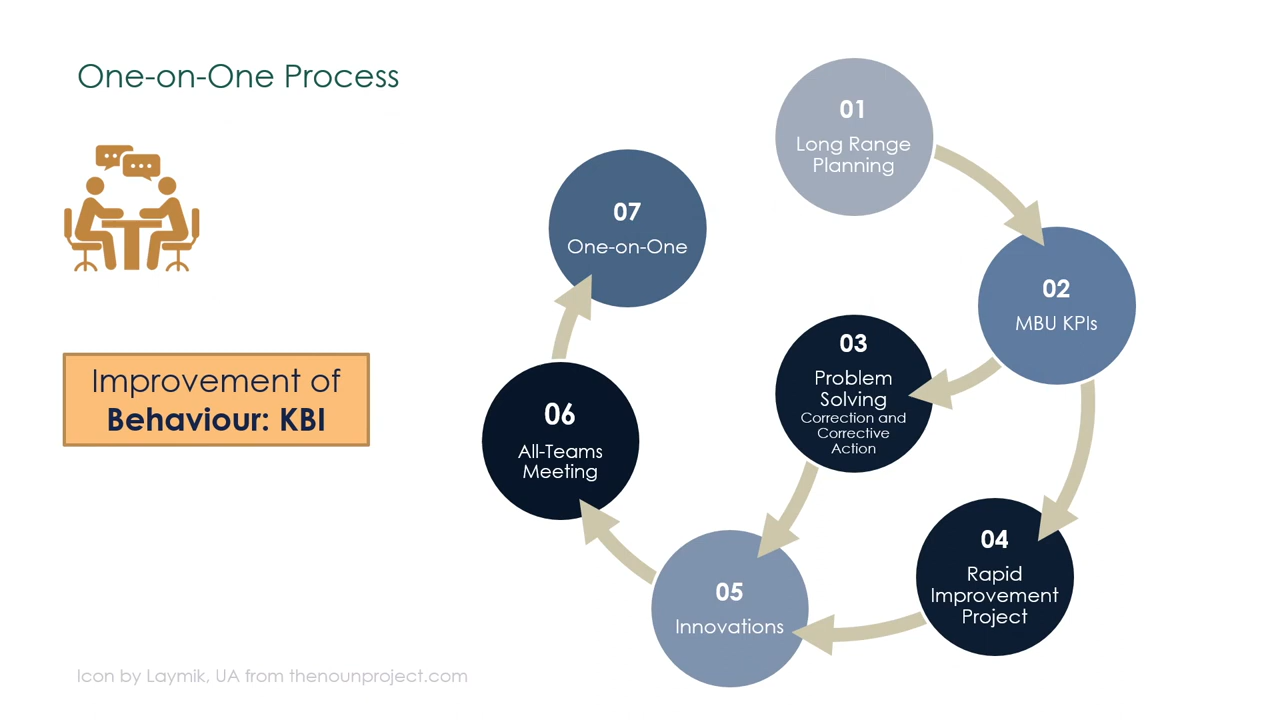 One-on-One Process
Improvement of
Behaviour: KBI
01
Long Range
Planning
02
MBU KPIs
03
Problem
Solving
Correction and
Corrective
Action
04
Rapid
Improvement
Project
05
Innovations
06
All-Teams
Meeting
07
One-on-One
Icon by Laymik, UA from thenounproject.com